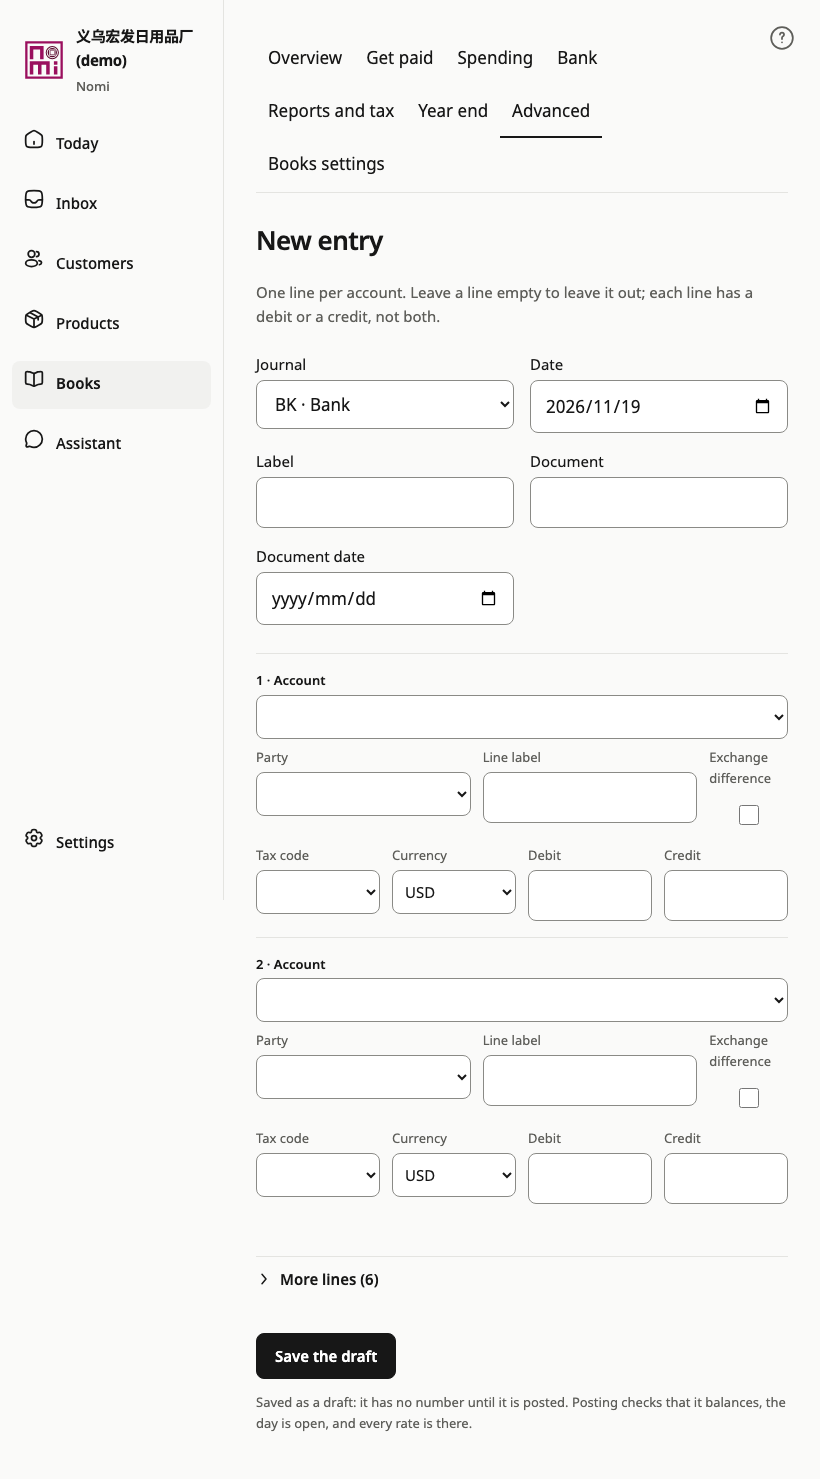 义乌宏发日用品厂
(demo)
Nomi
Today
Inbox
Customers
Products
Books
Assistant
Settings
Overview Get paid Spending Bank
Reports and tax Year end Advanced
Books settings
New entry
One line per account. Leave a line empty to leave it out; each line has a
debit or a credit, not both.
Journal Date
BK · Bank 2026/11/19
Label Document
Document date
yyyy/mm/dd
1 · Account
Party Line label Exchange
difference
Tax code Currency Debit Credit
USD
2 · Account
Party Line label Exchange
difference
Tax code Currency Debit Credit
USD
More lines (6)
Save the draft
Saved as a draft: it has no number until it is posted. Posting checks that it balances, the
day is open, and every rate is there.